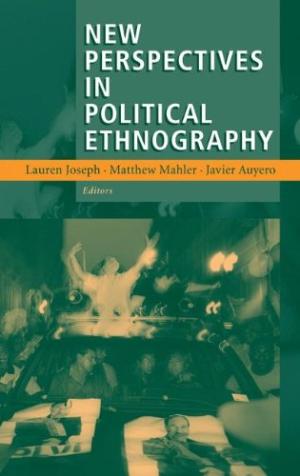 NEW
PERSPECTIVES
IN
POLITICAL
ETHNOGRAPHY
Lauren Joseph · Matthew Mahler · Javier Auyero
Editors